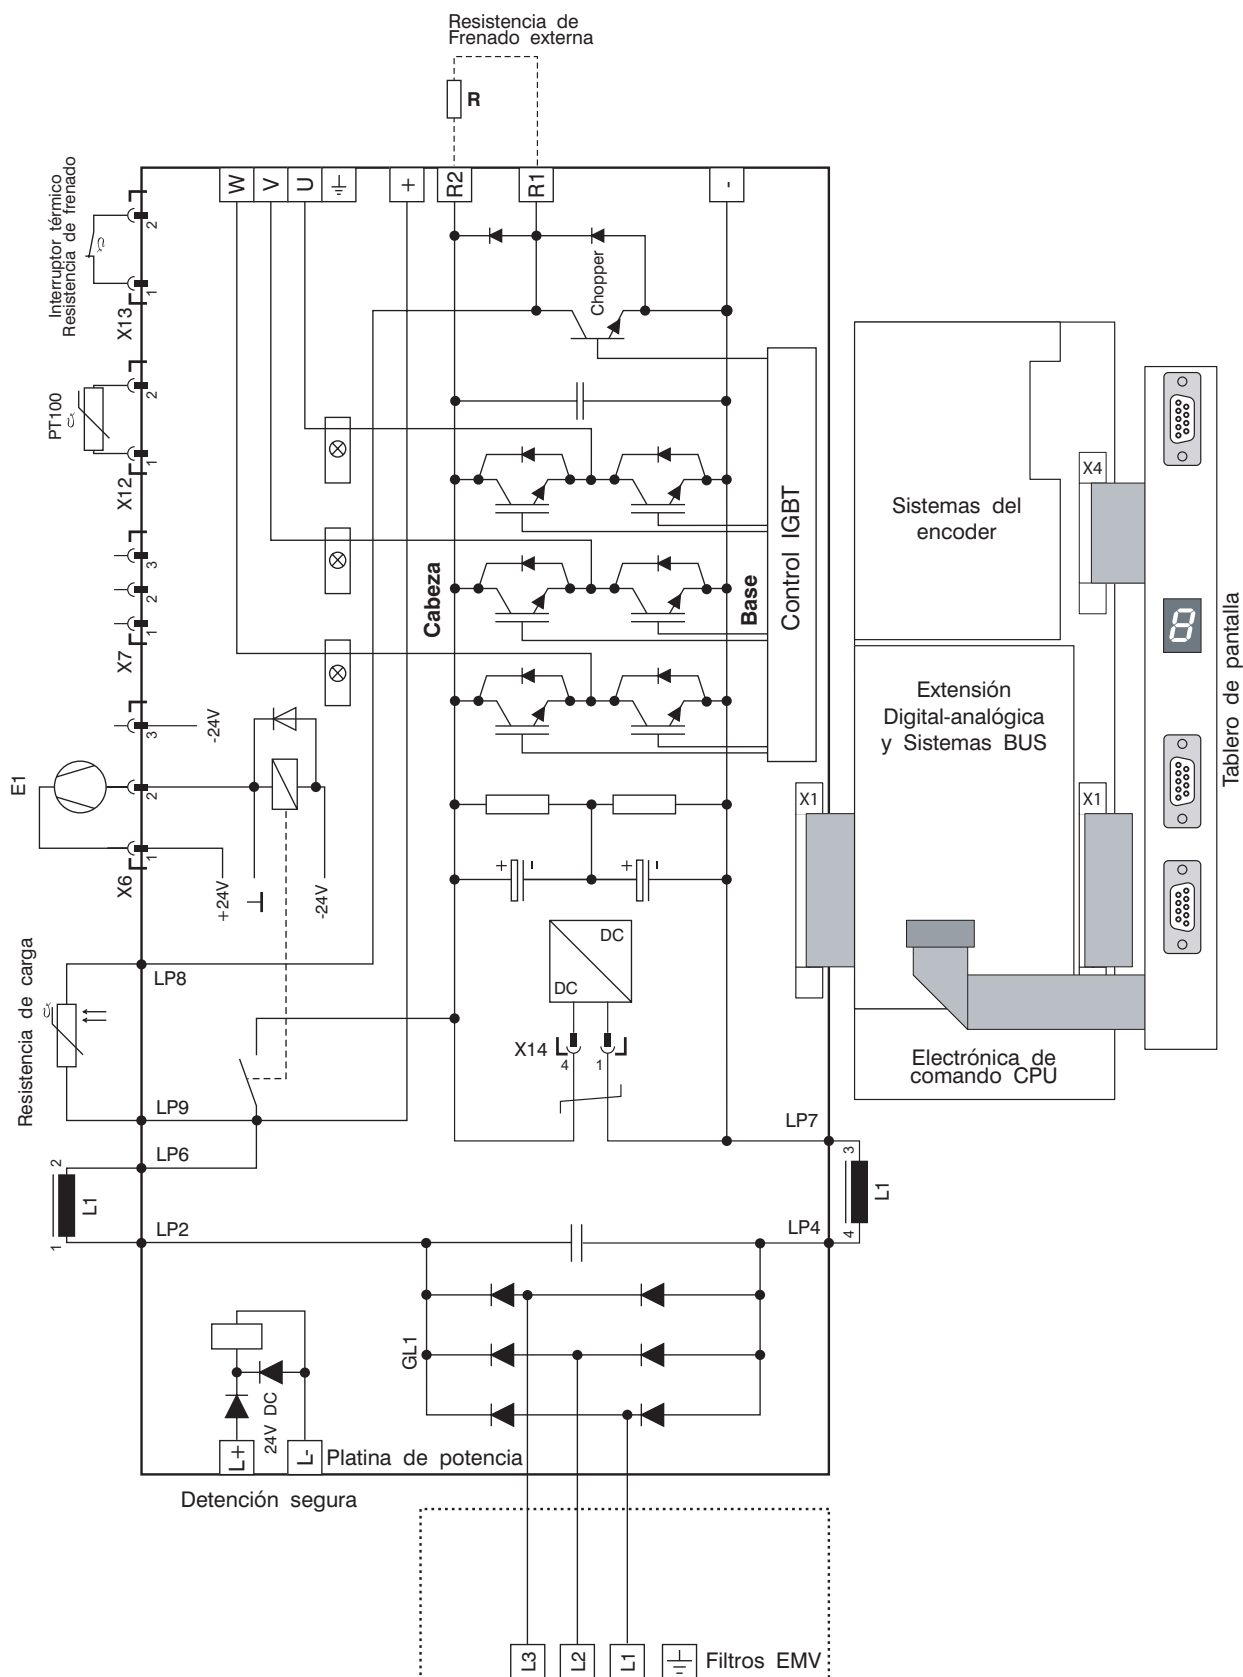 Resistencia de
Frenado externa
R
Interruptor térmico
Resistencia de frenado
2
1
X13
W
V
U
+
R2
R1
-
Chopper
PT100
2
1
X12
3
2
1
X7
Cabeza
Base
Control IGBT
X4
Sistemas del
encoder
8
Tablero de pantalla
Extensión
Digital-analógica
y Sistemas BUS
X1
X1
E1
3
-24V
2
1
X6
+24V
-24V
+
-
+
-
Resistencia de carga
LP8
DC
DC
X14
4
1
Electrónica de
comando CPU
LP9
LP7
LP6
2
L1
1
3
L1
4
LP2
LP4
GL1
24V DC
L+
L-
Platina de potencia
Detención segura
L3
L2
L1
Filtros EMV